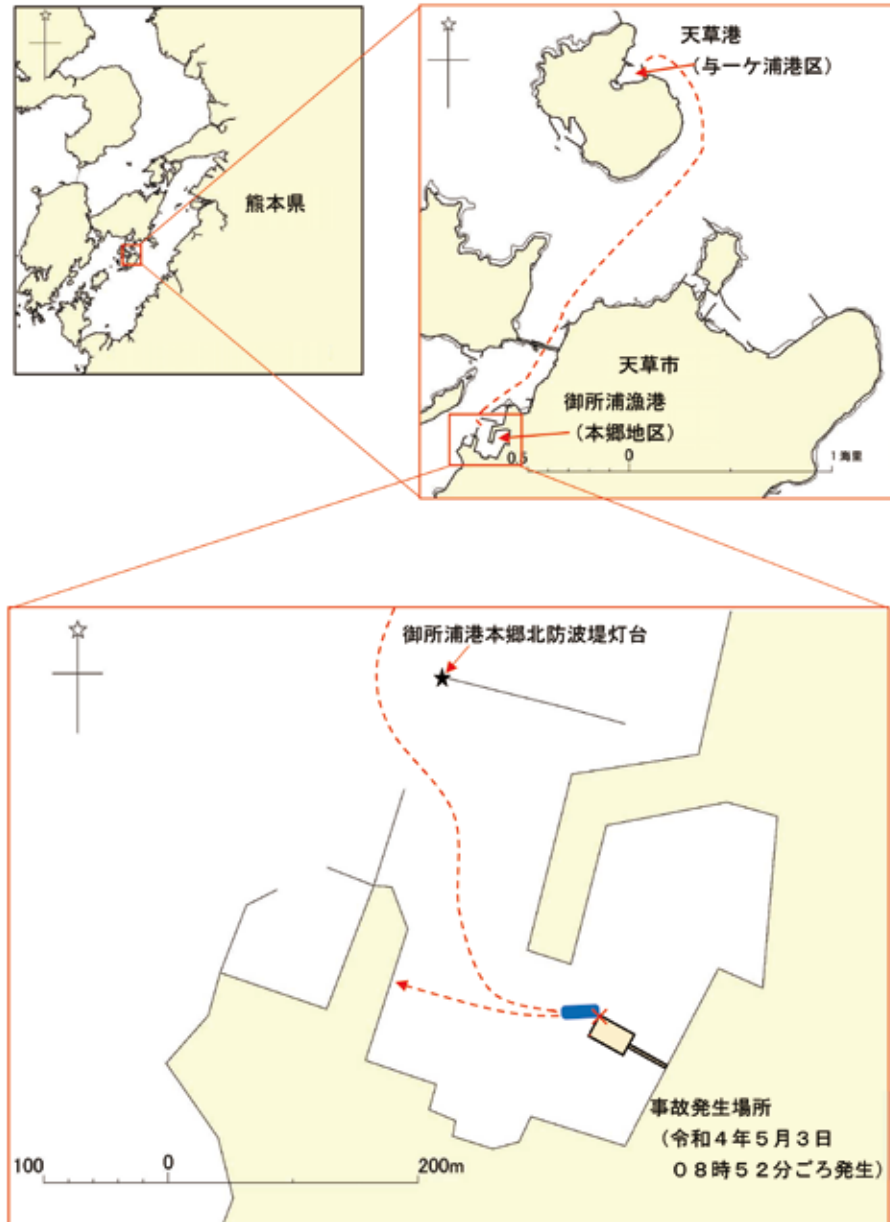 熊本県
天草港
（与一ケ浦港区）
天草市
御所浦漁港
（本郷地区）
0.5 0 1 海里
御所浦港本郷北防波堤灯台
事故発生場所
（令和４年５月３日
０８時５２分ごろ発生）
100 0 200m